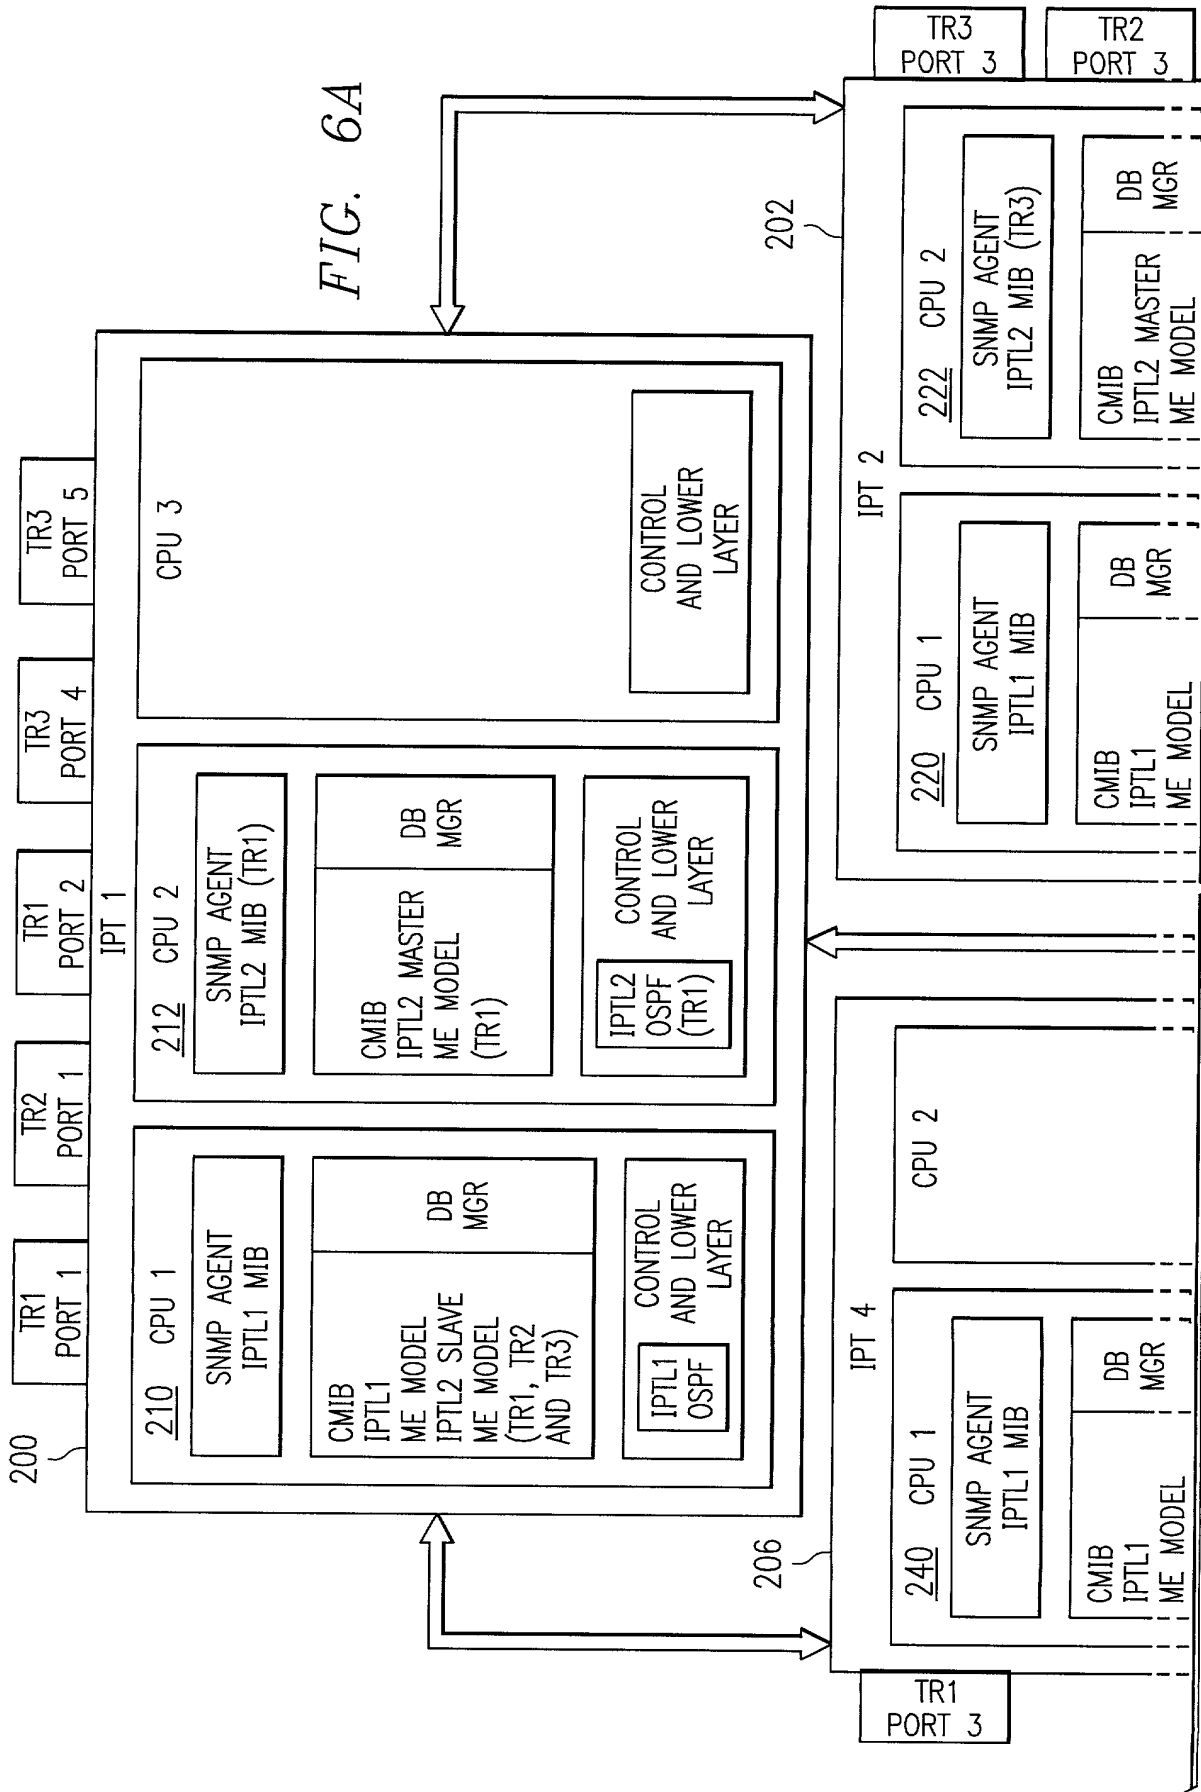 FIG. 6A
200
TR1
PORT 1
TR2
PORT 1
TR1
PORT 2
TR3
PORT 4
TR3
PORT 5
IPT 1
210 CPU 1
SNMP AGENT
IPTL1 MIB
CMIB
IPTL1
ME MODEL
IPTL2 SLAVE
ME MODEL
(TR1, TR2
AND TR3)
DB
MGR
IPTL1
OSPF
CONTROL
AND LOWER
LAYER
212 CPU 2
SNMP AGENT
IPTL2 MIB (TR1)
CMIB
IPTL2 MASTER
ME MODEL
(TR1)
DB
MGR
IPTL2
OSPF
(TR1)
CONTROL
AND LOWER
LAYER
CPU 3
CONTROL
AND LOWER
LAYER
206
TR1
PORT 3
IPT 4
240 CPU 1
SNMP AGENT
IPTL1 MIB
CMIB
IPTL1
ME MODEL
DB
MGR
CPU 2
202
IPT 2
220 CPU 1
SNMP AGENT
IPTL1 MIB
CMIB
IPTL1
ME MODEL
DB
MGR
222 CPU 2
SNMP AGENT
IPTL2 MIB (TR3)
CMIB
IPTL2 MASTER
ME MODEL
DB
MGR
TR3
PORT 3
TR2
PORT 3